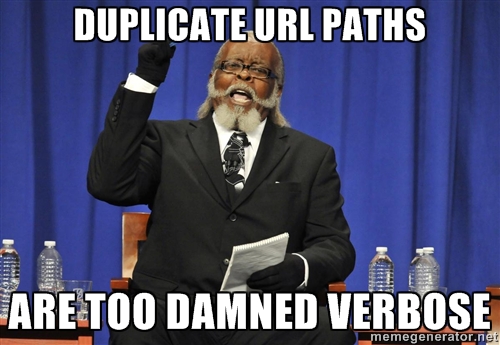 DUPLICATE URL PATHS
ARE TOO DAMNED VERBOSE
memegenerator.net